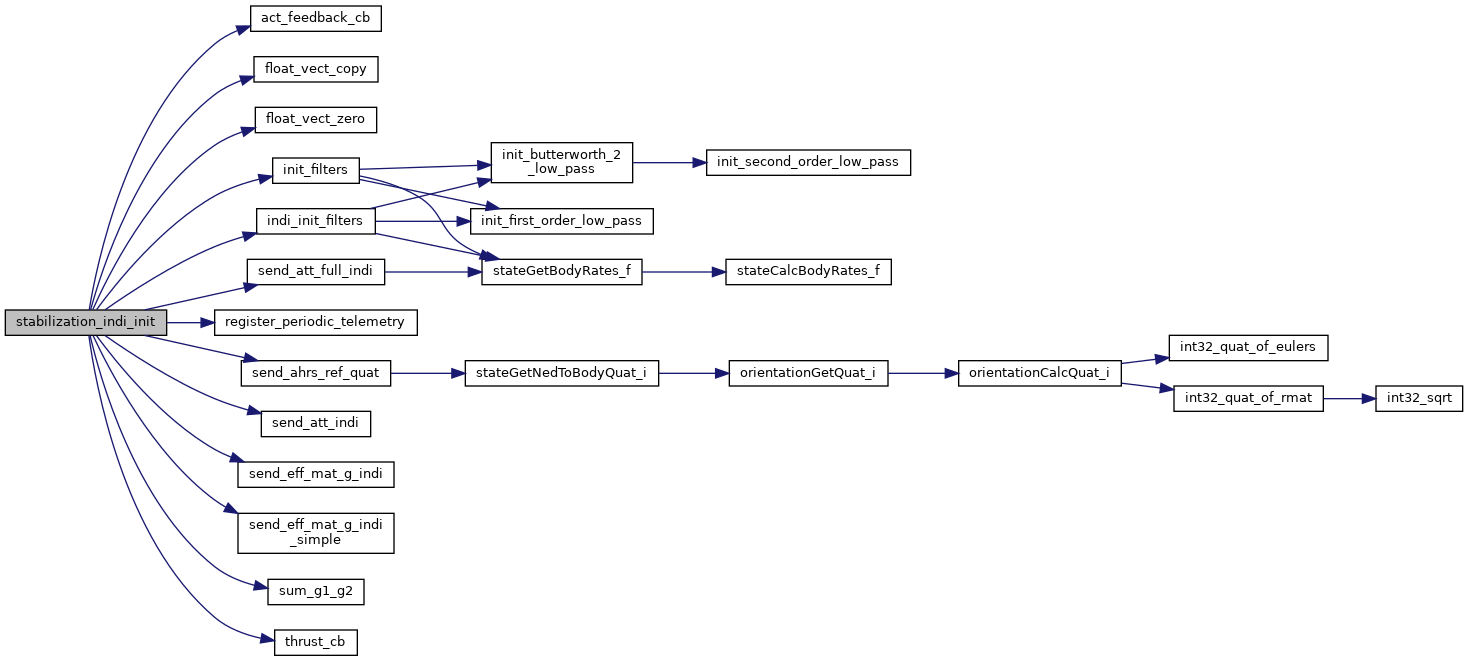 act_feedback_cb
float_vect_copy
float_vect_zero
init_filters
init_butterworth_2
_low_pass
init_second_order_low_pass
indi_init_filters
init_first_order_low_pass
send_att_full_indi
stateGetBodyRates_f
stateCalcBodyRates_f
stabilization_indi_init
register_periodic_telemetry
send_ahrs_ref_quat
stateGetNedToBodyQuat_i
orientationGetQuat_i
orientationCalcQuat_i
int32_quat_of_eulers
int32_quat_of_rmat
int32_sqrt
send_att_indi
send_eff_mat_g_indi
send_eff_mat_g_indi
_simple
sum_g1_g2
thrust_cb